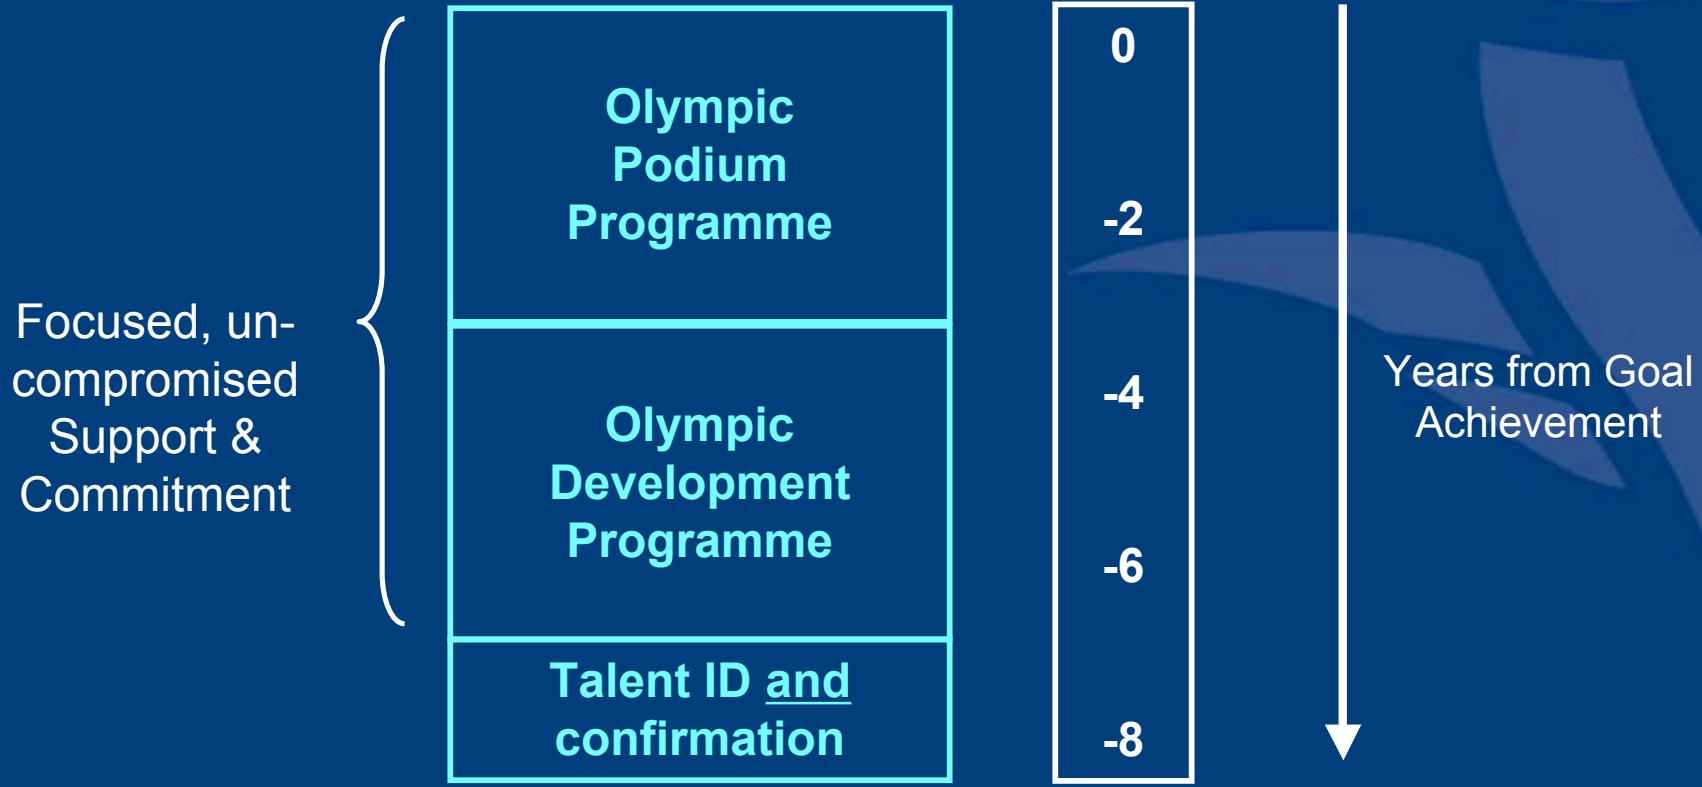 Focused, un-
compromised
Support &
Commitment
Olympic
Podium
Programme
Olympic
Development
Programme
Talent ID and
confirmation
0
-2
-4
-6
-8
Years from Goal
Achievement